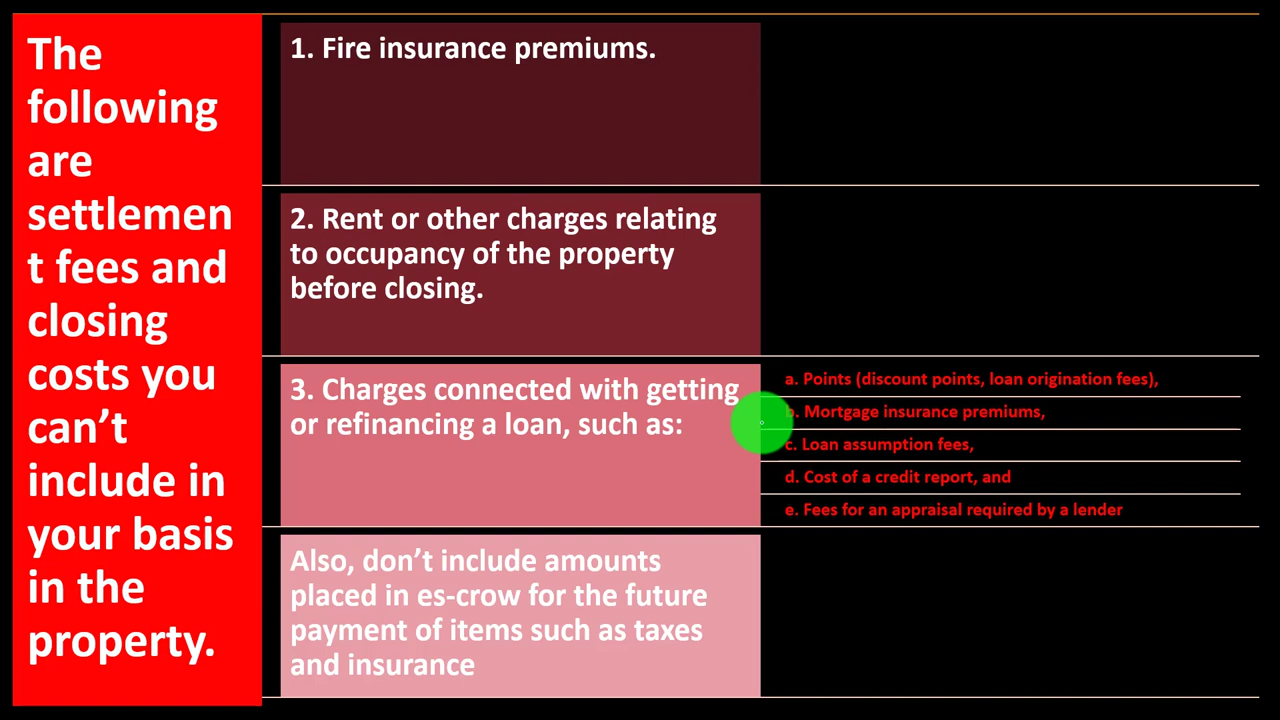 The
following
are
settlemen
t fees and
closing
costs you
can’t
include in
your basis
in the
property.
1. Fire insurance premiums.
2. Rent or other charges relating
to occupancy of the property
before closing.
3. Charges connected with getting
or refinancing a loan, such as:
a. Points (discount points, loan origination fees),
b. Mortgage insurance premiums,
c. Loan assumption fees,
d. Cost of a credit report, and
e. Fees for an appraisal required by a lender
Also, don’t include amounts
placed in es-crow for the future
payment of items such as taxes
and insurance